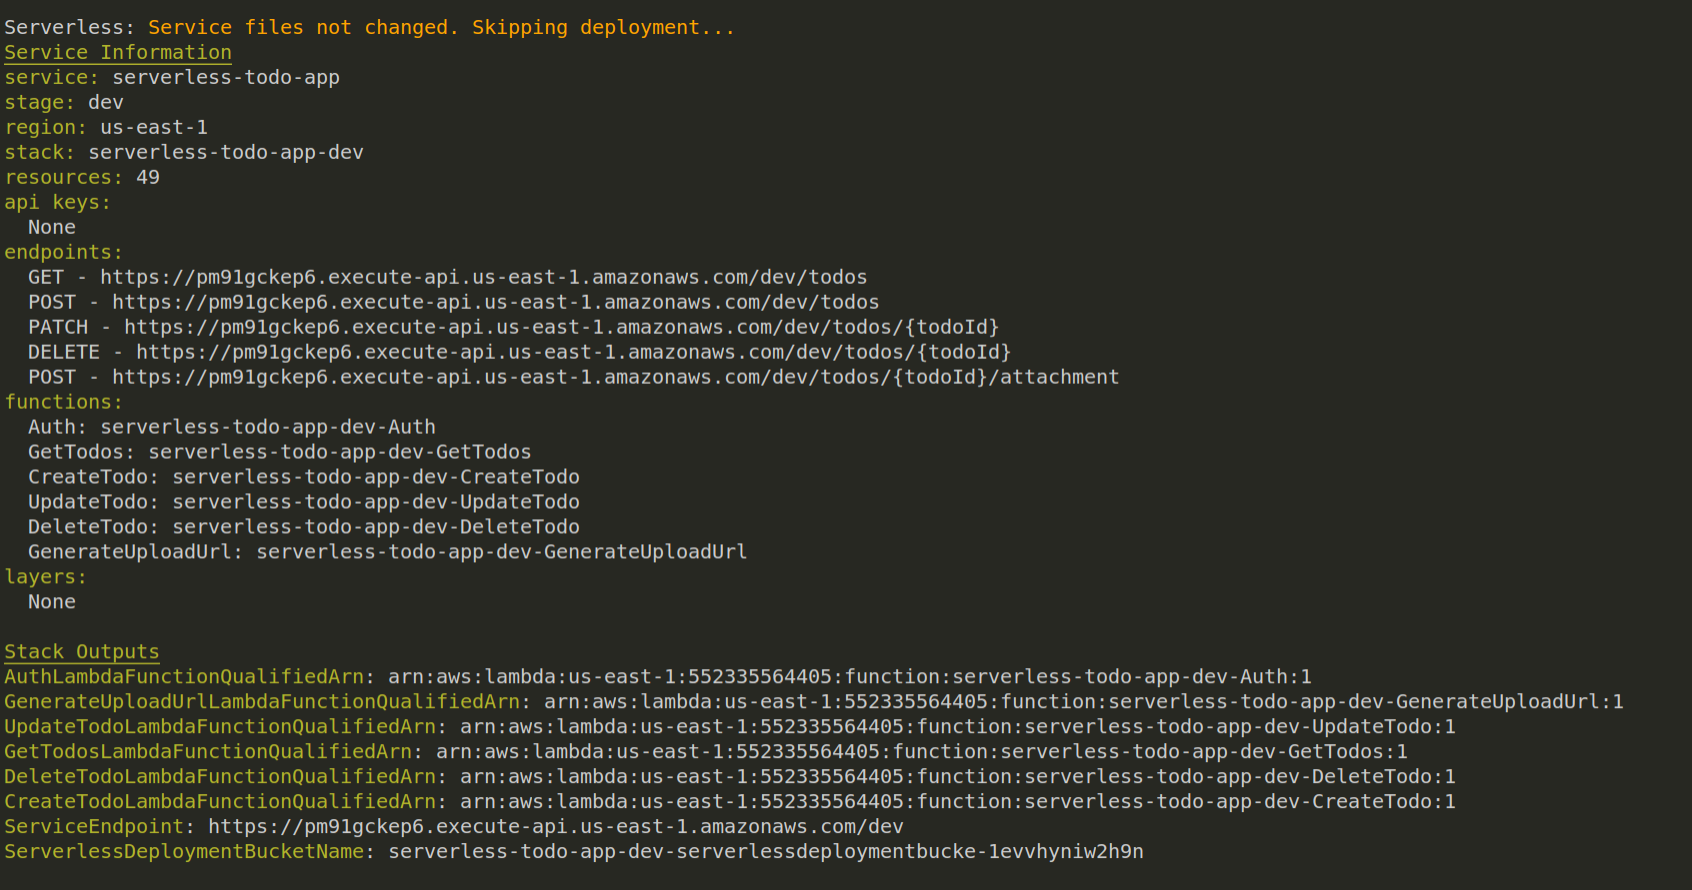 Serverless: Service files not changed. Skipping deployment...
Service Information
service: serverless-todo-app
stage: dev
region: us-east-1
stack: serverless-todo-app-dev
resources: 49
api keys:
  None
endpoints:
  GET - https://pm91gckep6.execute-api.us-east-1.amazonaws.com/dev/todos
  POST - https://pm91gckep6.execute-api.us-east-1.amazonaws.com/dev/todos
  PATCH - https://pm91gckep6.execute-api.us-east-1.amazonaws.com/dev/todos/{todoId}
  DELETE - https://pm91gckep6.execute-api.us-east-1.amazonaws.com/dev/todos/{todoId}
  POST - https://pm91gckep6.execute-api.us-east-1.amazonaws.com/dev/todos/{todoId}/attachment
functions:
  Auth: serverless-todo-app-dev-Auth
  GetTodos: serverless-todo-app-dev-GetTodos
  CreateTodo: serverless-todo-app-dev-CreateTodo
  UpdateTodo: serverless-todo-app-dev-UpdateTodo
  DeleteTodo: serverless-todo-app-dev-DeleteTodo
  GenerateUploadUrl: serverless-todo-app-dev-GenerateUploadUrl
layers:
  None
Stack Outputs
AuthLambdaFunctionQualifiedArn: arn:aws:lambda:us-east-1:552335564405:function:serverless-todo-app-dev-Auth:1
GenerateUploadUrlLambdaFunctionQualifiedArn: arn:aws:lambda:us-east-1:552335564405:function:serverless-todo-app-dev-GenerateUploadUrl:1
UpdateTodoLambdaFunctionQualifiedArn: arn:aws:lambda:us-east-1:552335564405:function:serverless-todo-app-dev-UpdateTodo:1
GetTodosLambdaFunctionQualifiedArn: arn:aws:lambda:us-east-1:552335564405:function:serverless-todo-app-dev-GetTodos:1
DeleteTodoLambdaFunctionQualifiedArn: arn:aws:lambda:us-east-1:552335564405:function:serverless-todo-app-dev-DeleteTodo:1
CreateTodoLambdaFunctionQualifiedArn: arn:aws:lambda:us-east-1:552335564405:function:serverless-todo-app-dev-CreateTodo:1
ServiceEndpoint: https://pm91gckep6.execute-api.us-east-1.amazonaws.com/dev
ServerlessDeploymentBucketName: serverless-todo-app-dev-serverlessdeploymentbucke-1evvhyniw2h9n